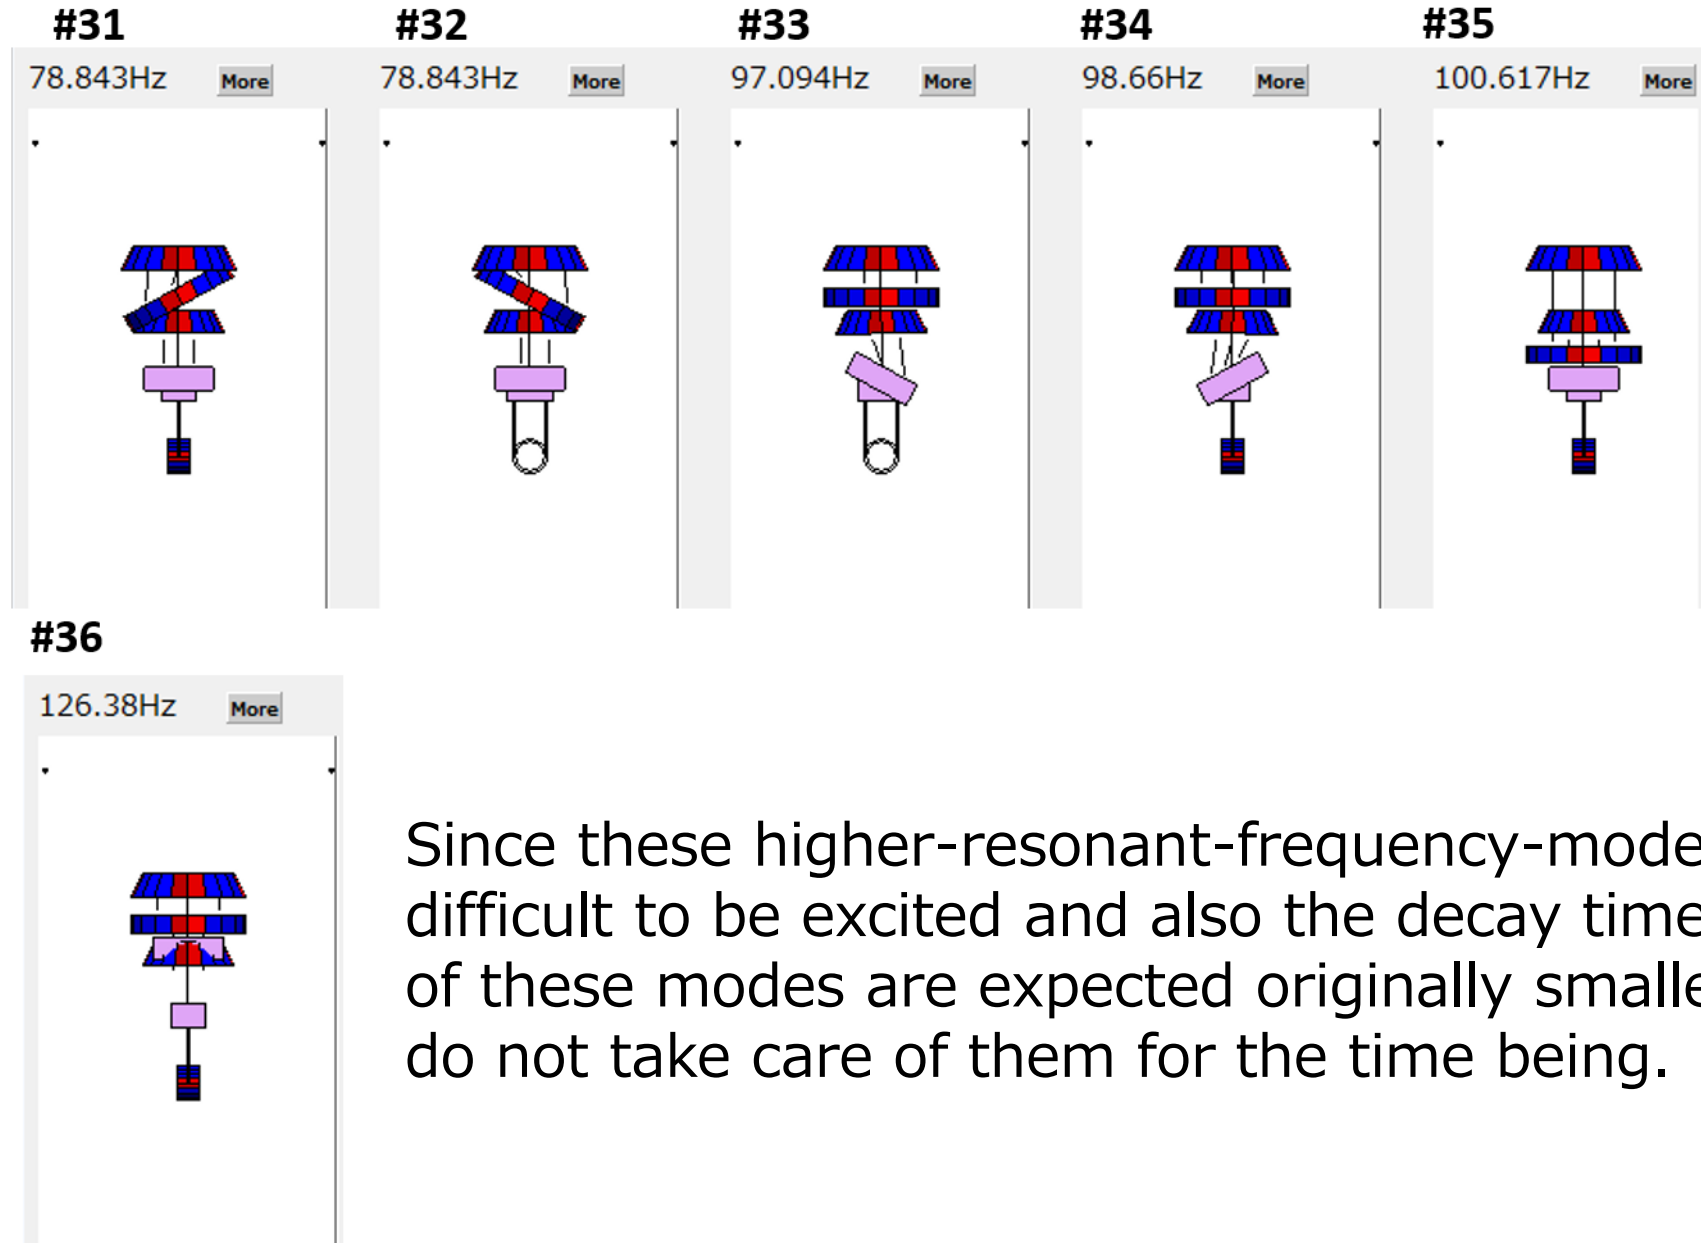 #31 #32 #33 #34 #35
78.843Hz More 78.843Hz More 97.094Hz More 98.66Hz More 100.617Hz More
#36
126.38Hz More
Since these higher-resonant-frequency-mode
difficult to be excited and also the decay time
of these modes are expected originally smalle
do not take care of them for the time being.